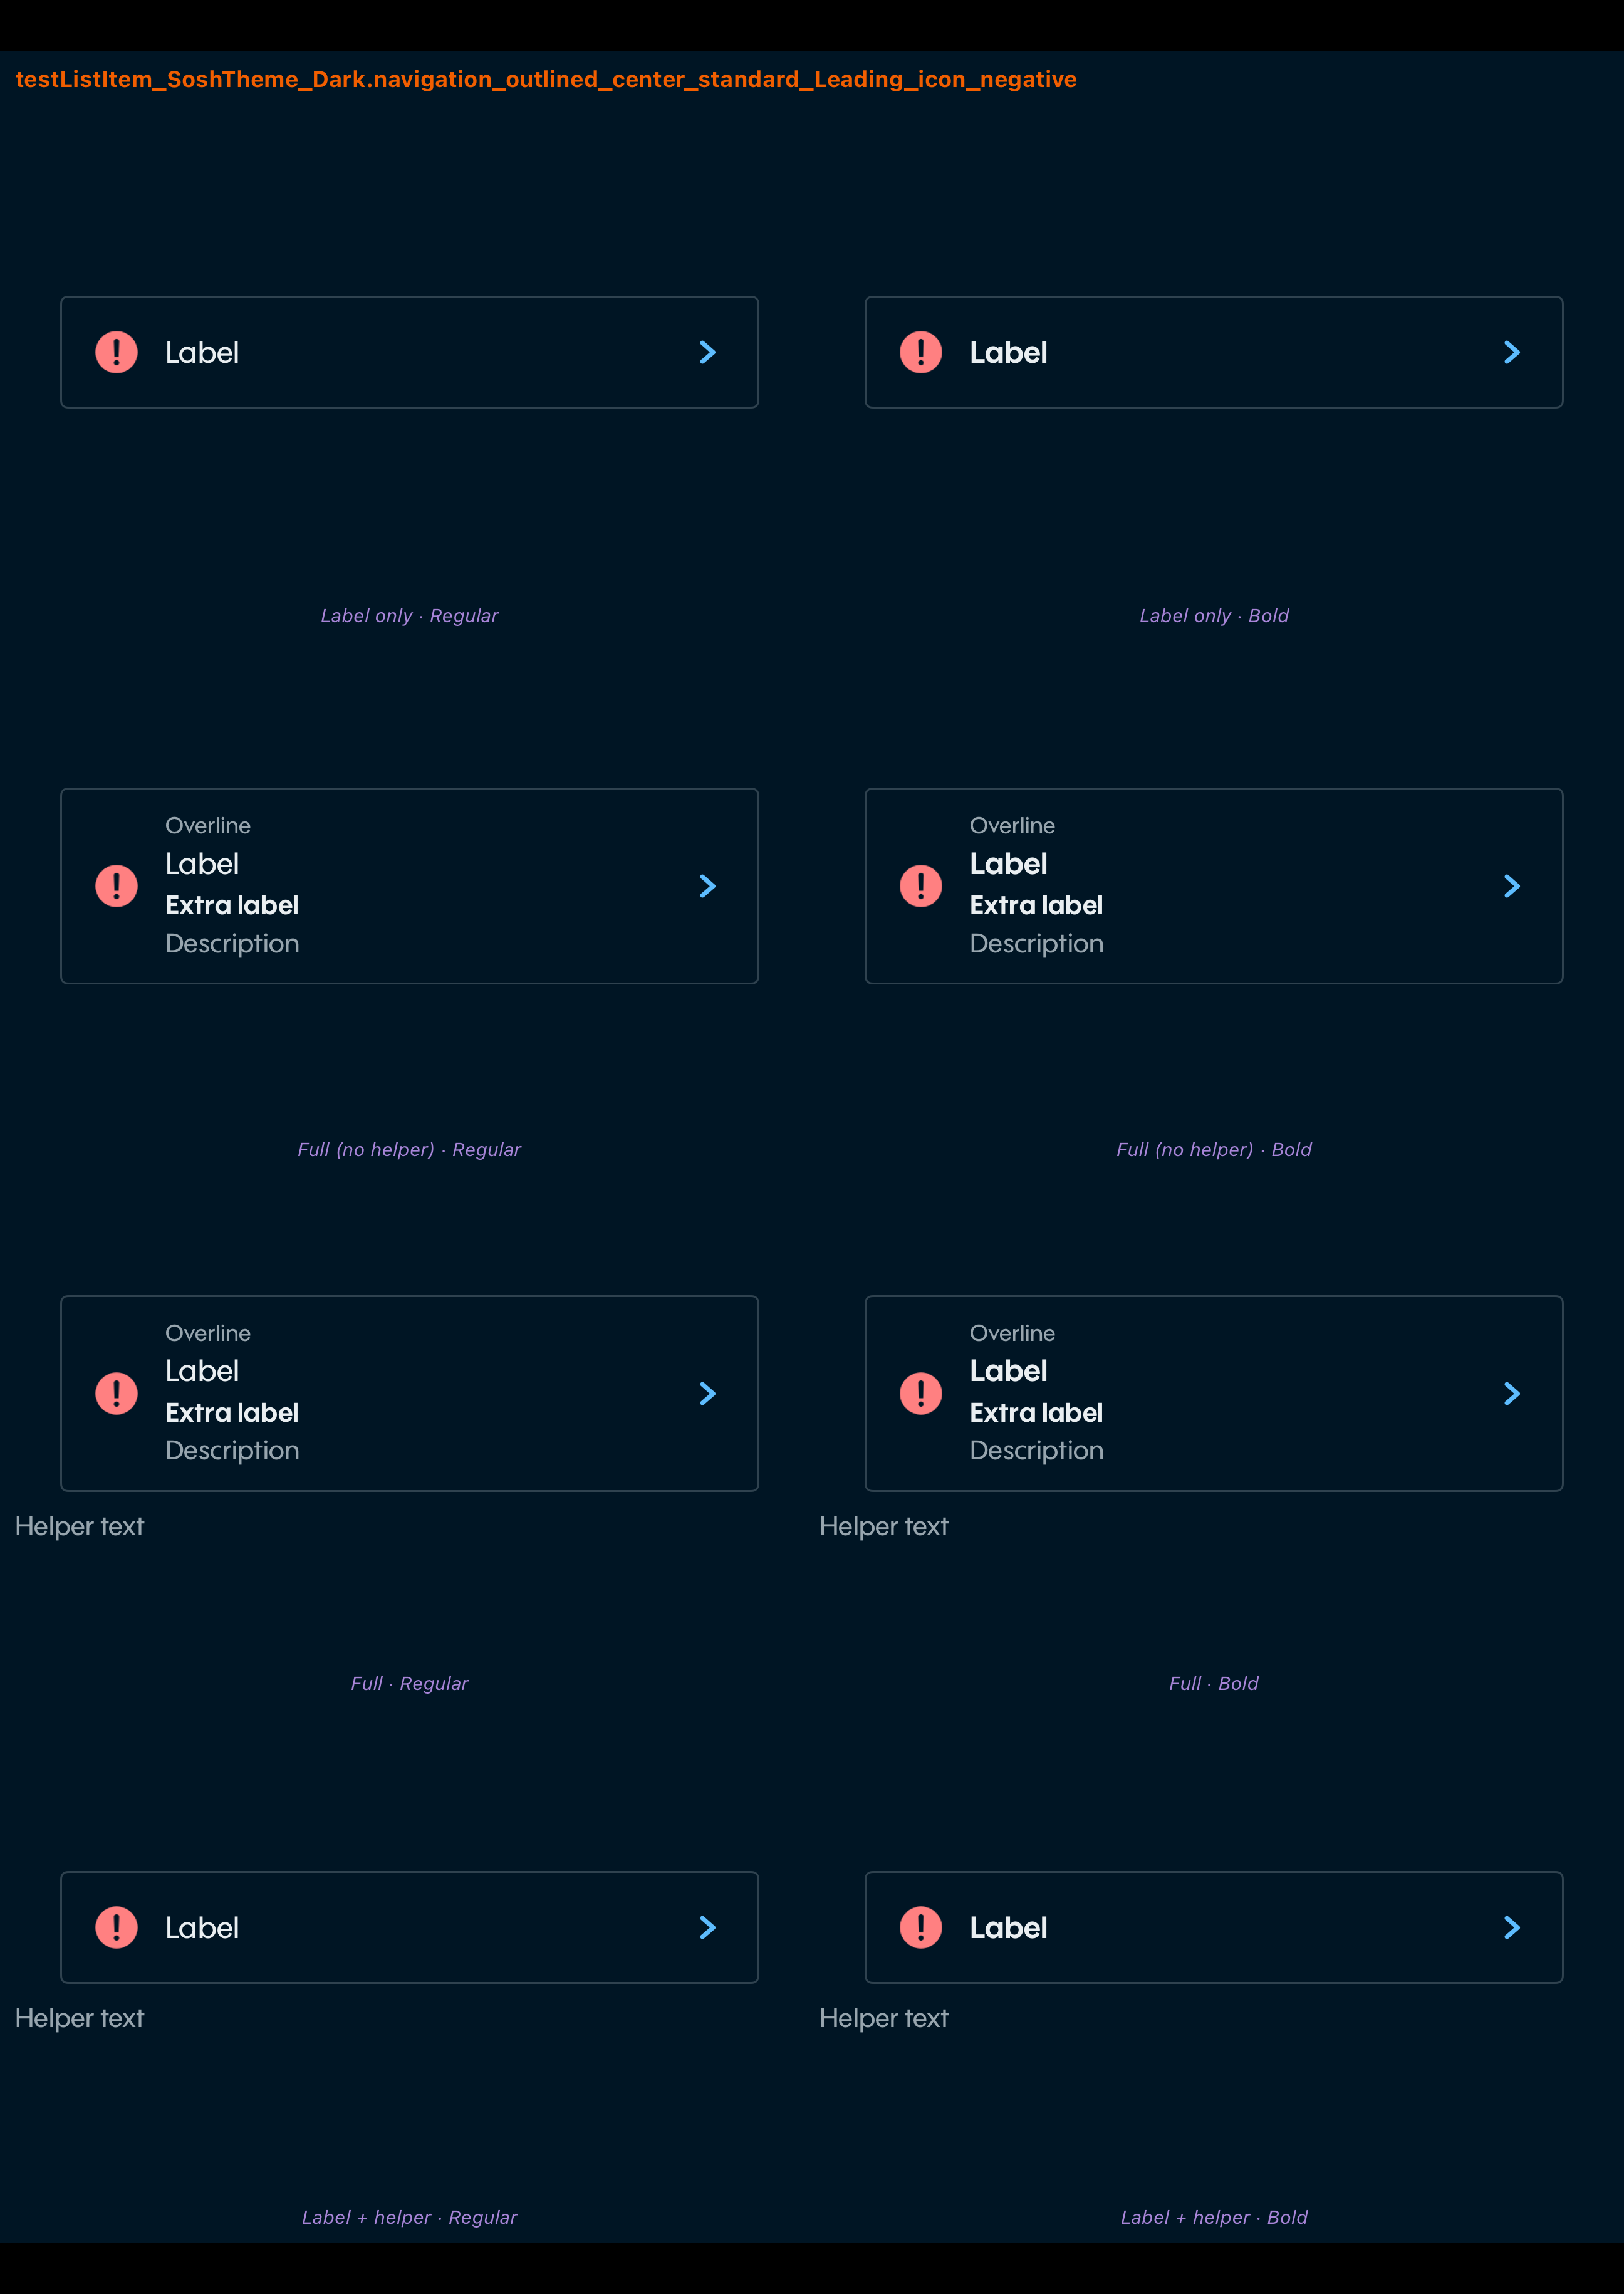 testListItem_SoshTheme_Dark.navigation_outlined_center_standard_Leading_icon_negative
Label
Label
Label only · Regular
Label only · Bold
Overline
Label
Extra label
Description
Overline
Label
Extra label
Description
Full (no helper) · Regular
Full (no helper) · Bold
Overline
Label
Extra label
Description
Helper text
Overline
Label
Extra label
Description
Helper text
Full · Regular
Full · Bold
Label
Helper text
Label
Helper text
Label + helper · Regular
Label + helper · Bold